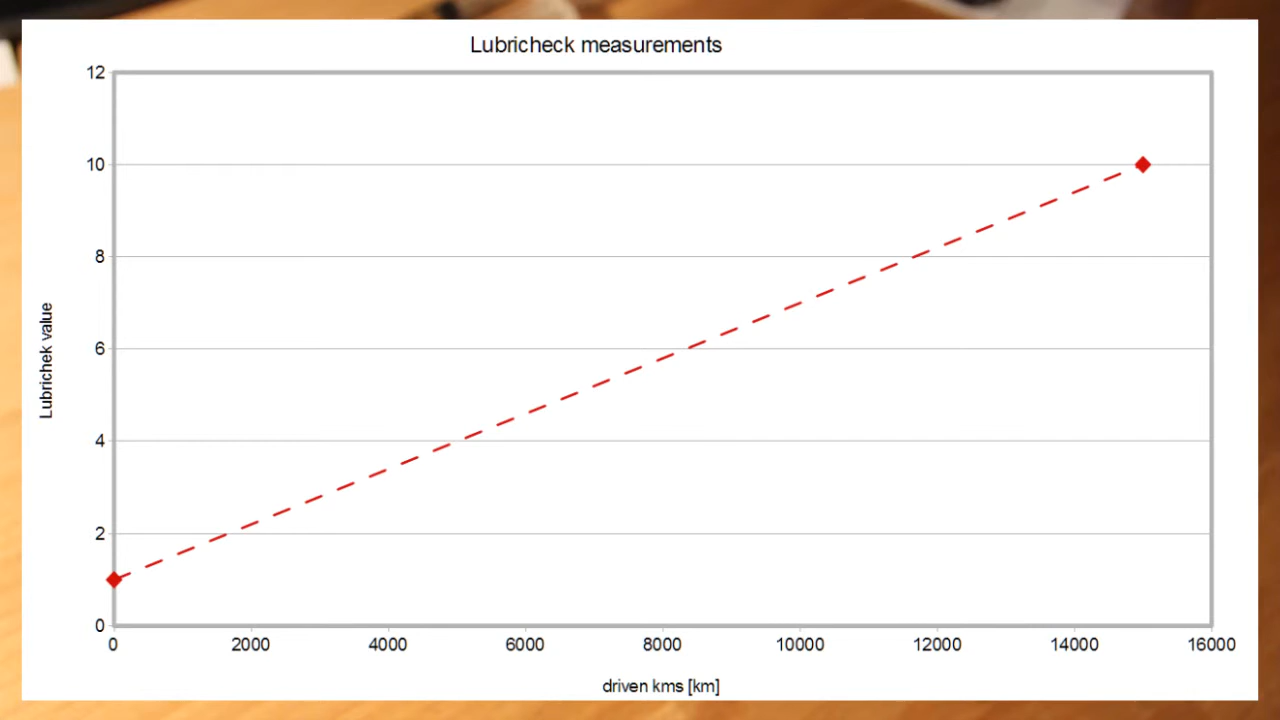 Lubricheck measurements
12
10
8
6
4
2
0
Lubrichek value
0 2000 4000 6000 8000 10000 12000 14000 16000
driven kms [km]